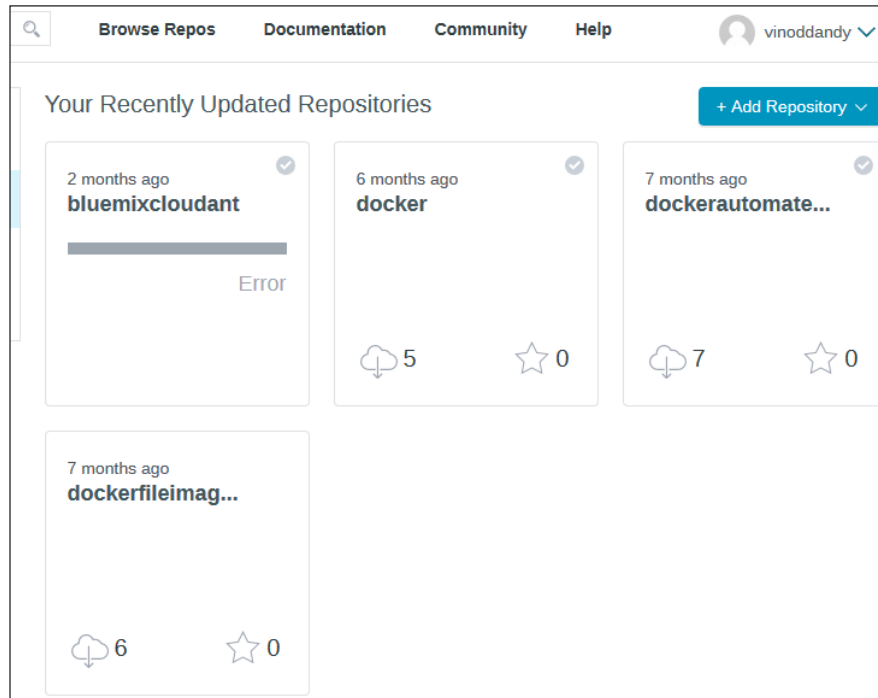 Browse Repos Documentation Community Help vinoddandy
Your Recently Updated Repositories + Add Repository
2 months ago
bluemixcloudant
Error
6 months ago
docker
5 0
7 months ago
dockerautomate...
7 0
7 months ago
dockerfileimag...
6 0